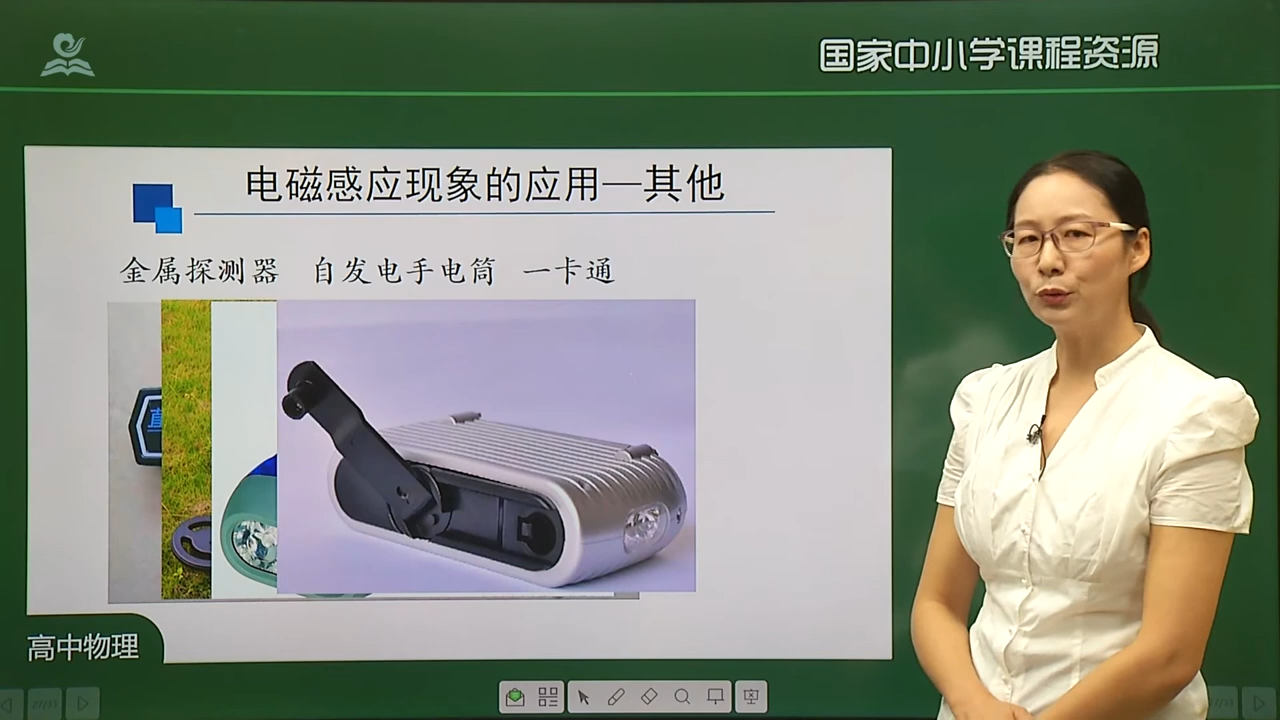 国家中小学课程资源
电磁感应现象的应用—其他
金属探测器 自发电手电筒 一卡通
高中物理